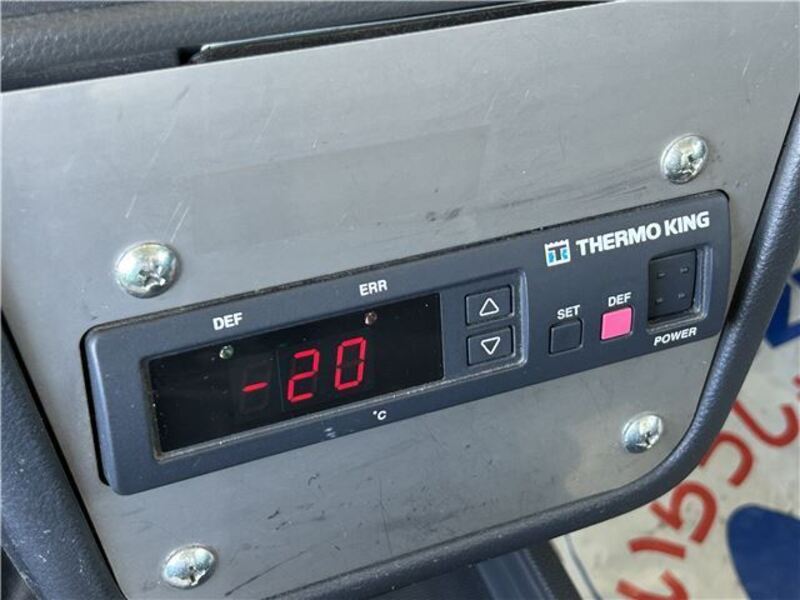 THERMO KING
DEF
ERR
SET
DEF
-20
POWER
°C